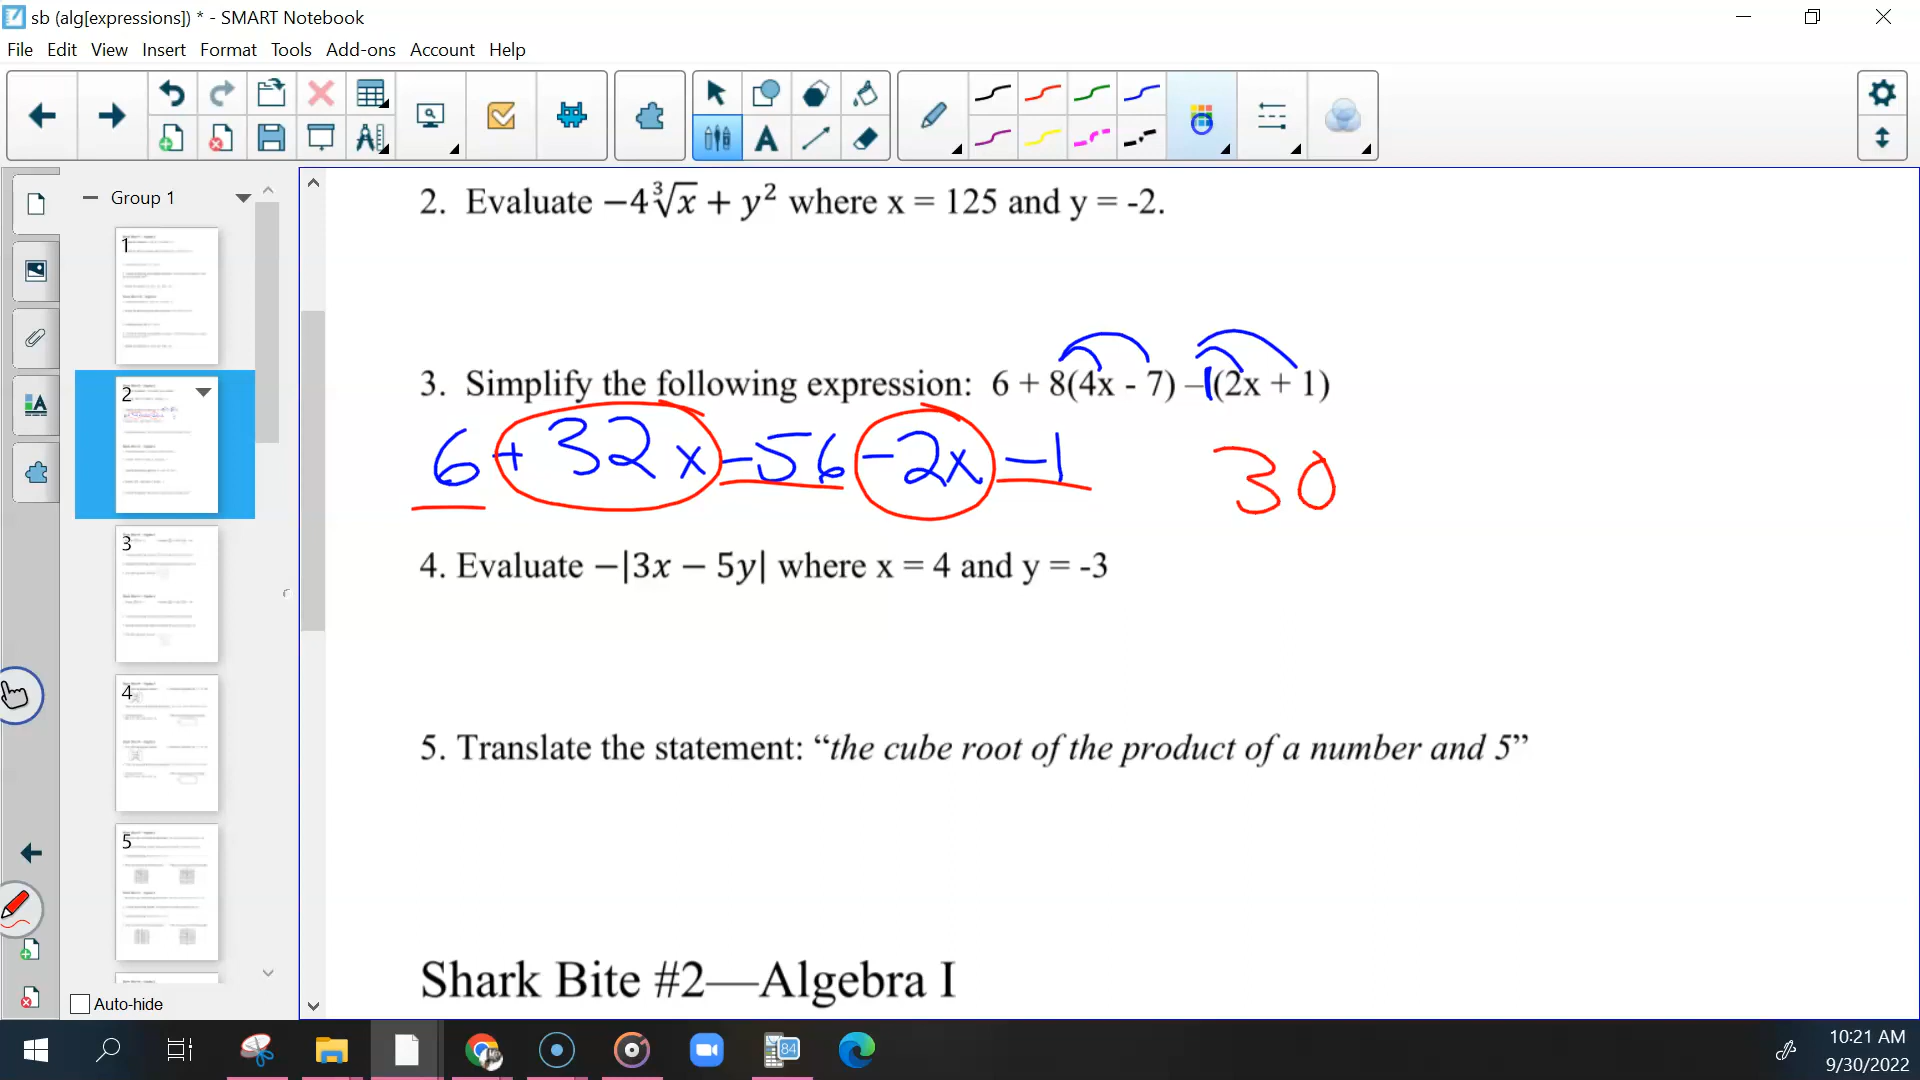 sb (alg[expressions]) * - SMART Notebook
File Edit View Insert Format Tools Add-ons Account Help
Group 1
1
2
3
4
5
Auto-hide
2. Evaluate −4∛x + y² where x = 125 and y = -2.
3. Simplify the following expression: 6 + 8(4x - 7) –1(2x + 1)
6 + 32x -56 -2x -1
30
4. Evaluate −|3x − 5y| where x = 4 and y = -3
5. Translate the statement: “the cube root of the product of a number and 5”
Shark Bite #2—Algebra I
84
10:21 AM
9/30/2022